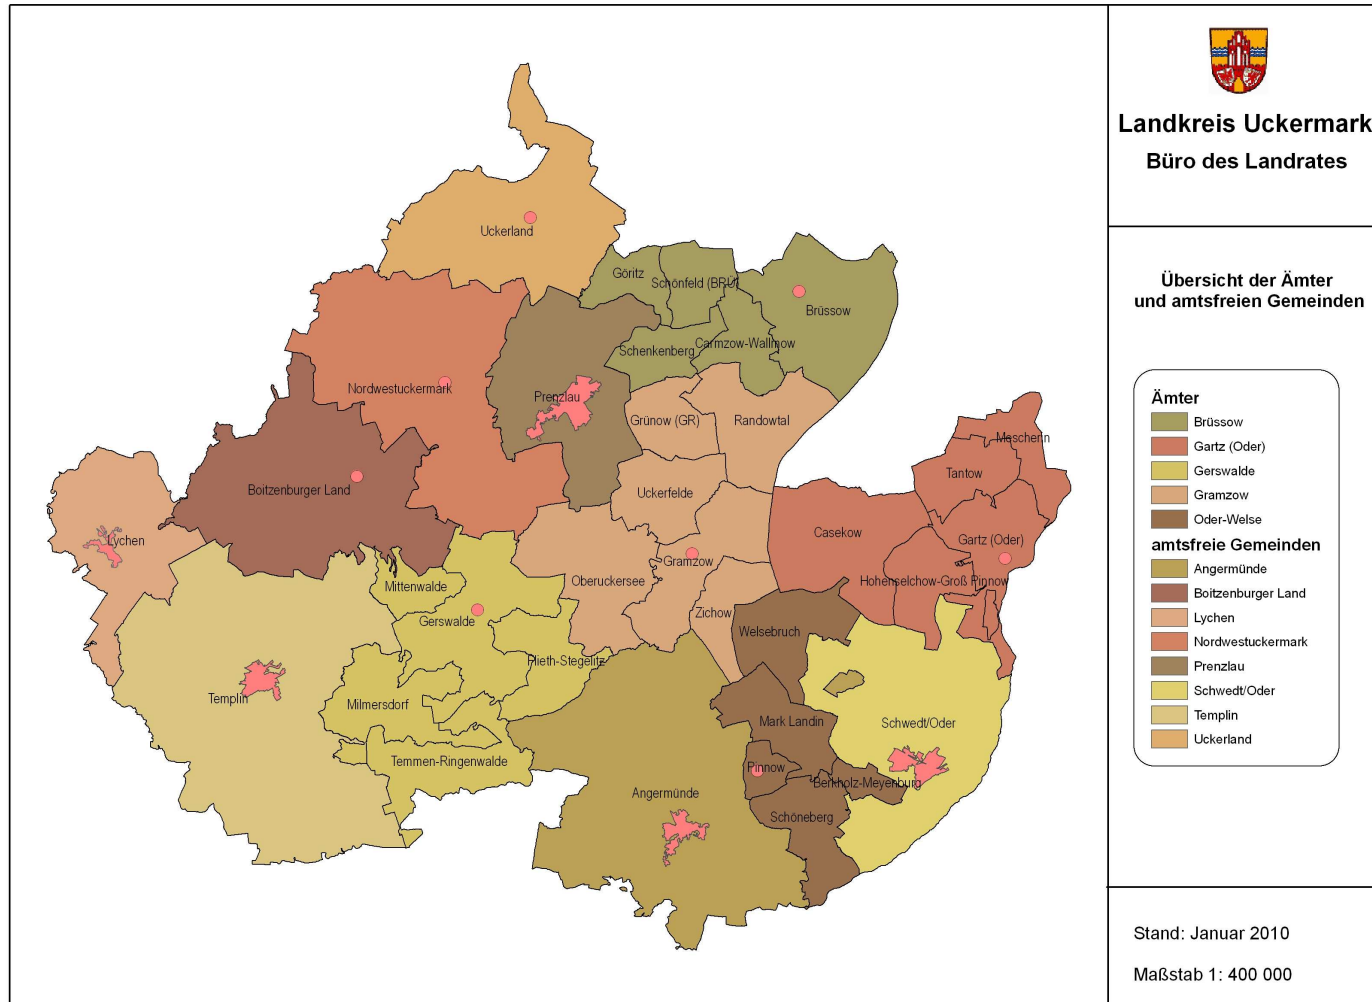 Landkreis Uckermark
Büro des Landrates
Übersicht der Ämter
und amtsfreien Gemeinden
Ämter
Brüssow
Gartz (Oder)
Gerswalde
Gramzow
Oder-Welse
amtsfreie Gemeinden
Angermünde
Boitzenburger Land
Lychen
Nordwestuckermark
Prenzlau
Schwedt/Oder
Templin
Uckerland
Stand: Januar 2010
Maßstab 1: 400 000
Uckerland
Göritz
Schönfeld (BRÜ)
Brüssow
Schenkenberg
Carmzow-Wallmow
Nordwestuckermark
Prenzlau
Grünow (GR)
Randowtal
Mescherin
Tantow
Boitzenburger Land
Uckerfelde
Casekow
Gartz (Oder)
Lychen
Gramzow
Oberuckersee
Mittenwalde
Hohenselchow-Groß Pinnow
Gerswalde
Zichow
Welsebruch
Flieth-Stegelitz
Templin
Milmersdorf
Mark Landin
Schwedt/Oder
Temmen-Ringenwalde
Pinnow
Berkholz-Meyenburg
Angermünde
Schöneberg